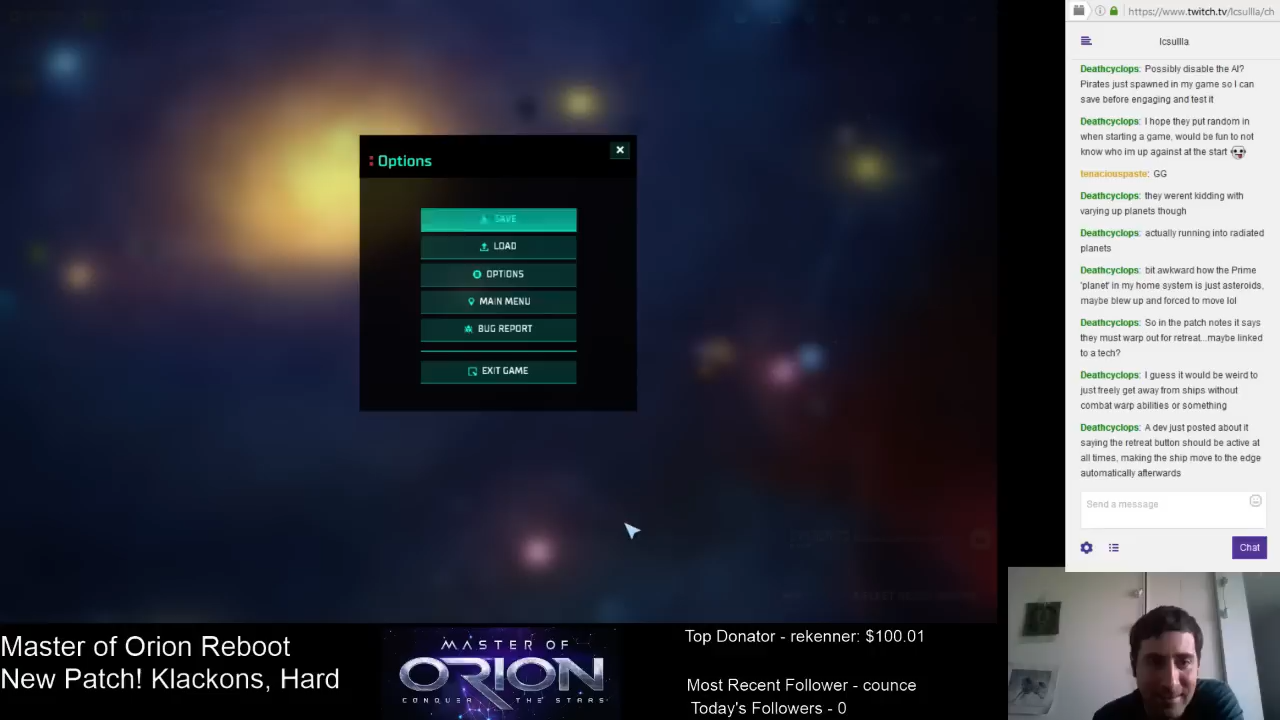 https://www.twitch.tv/lcsullla/ch
lcsullla
Deathcyclops: Possibly disable the AI?
Pirates just spawned in my game so I can
save before engaging and test it
Deathcyclops: I hope they put random in
when starting a game, would be fun to not
know who im up against at the start
tenaciouspaste: GG
Deathcyclops: they werent kidding with
varying up planets though
Deathcyclops: actually running into radiated
planets
Deathcyclops: bit awkward how the Prime
'planet' in my home system is just asteroids,
maybe blew up and forced to move lol
Deathcyclops: So in the patch notes it says
they must warp out for retreat...maybe linked
to a tech?
Deathcyclops: I guess it would be weird to
just freely get away from ships without
combat warp abilities or something
Deathcyclops: A dev just posted about it
saying the retreat button should be active at
all times, making the ship move to the edge
automatically afterwards
Send a message
Chat
Options
SAVE
LOAD
OPTIONS
MAIN MENU
BUG REPORT
EXIT GAME
Master of Orion Reboot
New Patch! Klackons, Hard
MASTER OF
ORION
CONQUER THE STARS
Top Donator - rekenner: $100.01
Most Recent Follower - counce
Today's Followers - 0